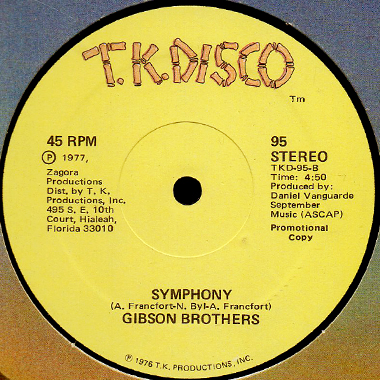 T.K. DISCO
TM
45 RPM
Ⓟ 1977,
Zagora
Productions
Dist. by T. K.
Productions, Inc.
495 S. E. 10th
Court, Hialeah,
Florida 33010
95
STEREO
TKD-95-B
Time: 4:50
Produced by:
Daniel Vanguarde
September
Music (ASCAP)
Promotional
Copy
SYMPHONY
(A. Francfort-N. Byl-A. Francfort)
GIBSON BROTHERS
Ⓟ 1976 T.K. PRODUCTIONS, INC.